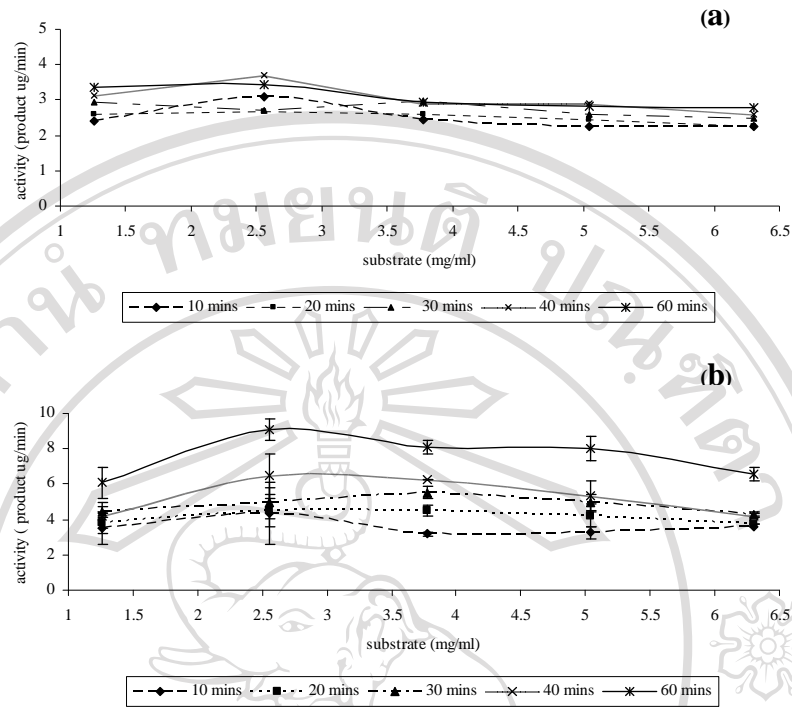 (a)
activity (product ug/min)
5
4
3
2
1
0
1 1.5 2 2.5 3 3.5 4 4.5 5 5.5 6 6.5
substrate (mg/ml)
10 mins 20 mins 30 mins 40 mins 60 mins
(b)
activity ( product ug/min)
10
8
6
4
2
0
1 1.5 2 2.5 3 3.5 4 4.5 5 5.5 6 6.5
substrate (mg/ml)
10 mins 20 mins 30 mins 40 mins 60 mins